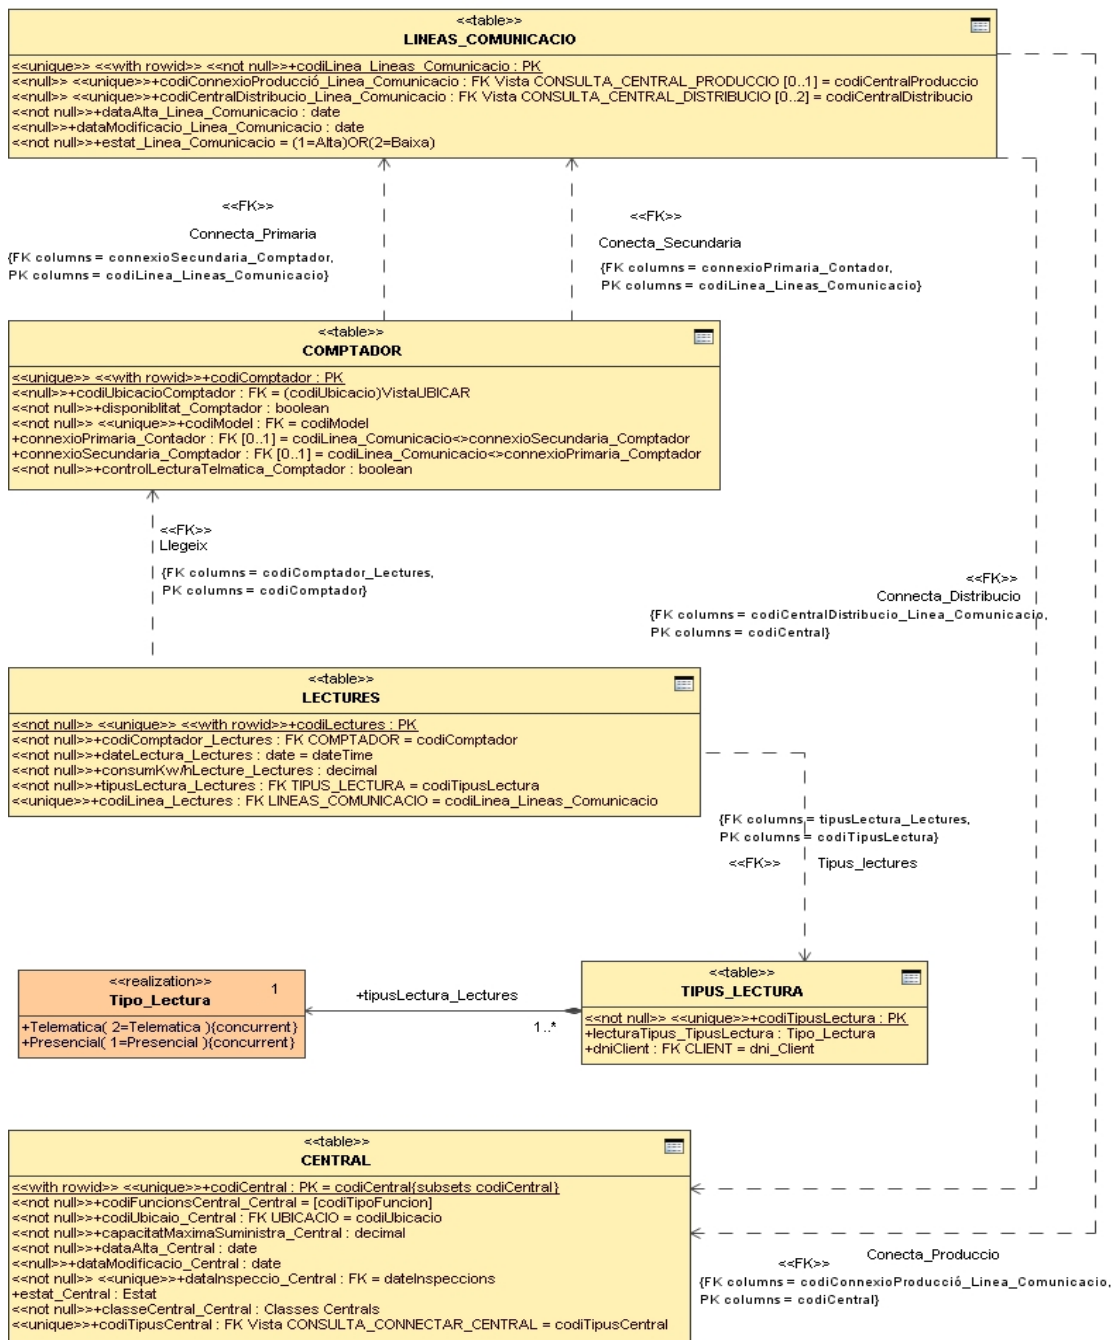 <<table>>
LINEAS_COMUNICACIO
<<unique>> <<with rowid>> <<not null>>+codiLinea_Lineas_Comunicacio : PK
<<null>> <<unique>>+codiConnexioProducció_Linea_Comunicacio : FK Vista CONSULTA_CENTRAL_PRODUCCIO [0..1] = codiCentralProduccio
<<null>> <<unique>>+codiCentralDistribucio_Linea_Comunicacio : FK Vista CONSULTA_CENTRAL_DISTRIBUCIO [0..2] = codiCentralDistribucio
<<not null>>+dataAlta_Linea_Comunicacio : date
<<null>>+dataModificacio_Linea_Comunicacio : date
<<not null>>+estat_Linea_Comunicacio = (1=Alta)OR(2=Baixa)
<<FK>>
Connecta_Primaria
{FK columns = connexioSecundaria_Comptador,
PK columns = codiLinea_Lineas_Comunicacio}
<<FK>>
Conecta_Secundaria
{FK columns = connexioPrimaria_Contador,
PK columns = codiLinea_Lineas_Comunicacio}
<<table>>
COMPTADOR
<<unique>> <<with rowid>>+codiComptador : PK
<<null>>+codiUbicacioComptador : FK = (codiUbicacio)VistaUBICAR
<<not null>>+disponiblitat_Comptador : boolean
<<not null>> <<unique>>+codiModel : FK = codiModel
+connexioPrimaria_Contador : FK [0..1] = codiLinea_Comunicacio<>connexioSecundaria_Comptador
+connexioSecundaria_Comptador : FK [0..1] = codiLinea_Comunicacio<>connexioPrimaria_Comptador
<<not null>>+controlLecturaTelmatica_Comptador : boolean
<<FK>>
Llegeix
{FK columns = codiComptador_Lectures,
PK columns = codiComptador}
<<FK>>
Connecta_Distribucio
{FK columns = codiCentralDistribucio_Linea_Comunicacio,
PK columns = codiCentral}
<<table>>
LECTURES
<<not null>> <<unique>> <<with rowid>>+codiLectures : PK
<<not null>>+codiComptador_Lectures : FK COMPTADOR = codiComptador
<<not null>>+dateLectura_Lectures : date = dateTime
<<not null>>+consumKw/hLecture_Lectures : decimal
<<not null>>+tipusLectura_Lectures : FK TIPUS_LECTURA = codiTipusLectura
<<unique>>+codiLinea_Lectures : FK LINEAS_COMUNICACIO = codiLinea_Lineas_Comunicacio
{FK columns = tipusLectura_Lectures,
PK columns = codiTipusLectura}
<<FK>> Tipus_lectures
<<realization>>
Tipo_Lectura
1
+Telematica( 2=Telematica ){concurrent}
+Presencial( 1=Presencial ){concurrent}
+tipusLectura_Lectures
1..*
<<table>>
TIPUS_LECTURA
<<not null>> <<unique>>+codiTipusLectura : PK
+lecturaTipus_TipusLectura : Tipo_Lectura
+dniClient : FK CLIENT = dni_Client
<<table>>
CENTRAL
<<with rowid>> <<unique>>+codiCentral : PK = codiCentral{subsets codiCentral}
<<not null>>+codiFuncionsCentral_Central = [codiTipoFuncion]
<<not null>>+codiUbicaio_Central : FK UBICACIO = codiUbicacio
<<not null>>+capacitatMaximaSuministra_Central : decimal
<<not null>>+dataAlta_Central : date
<<null>>+dataModificacio_Central : date
<<not null>> <<unique>>+dataInspeccio_Central : FK = dateInspeccions
+estat_Central : Estat
<<not null>>+classeCentral_Central : Classes Centrals
<<unique>>+codiTipusCentral : FK Vista CONSULTA_CONNECTAR_CENTRAL = codiTipusCentral
Conecta_Produccio
<<FK>>
{FK columns = codiConnexioProducció_Linea_Comunicacio,
PK columns = codiCentral}